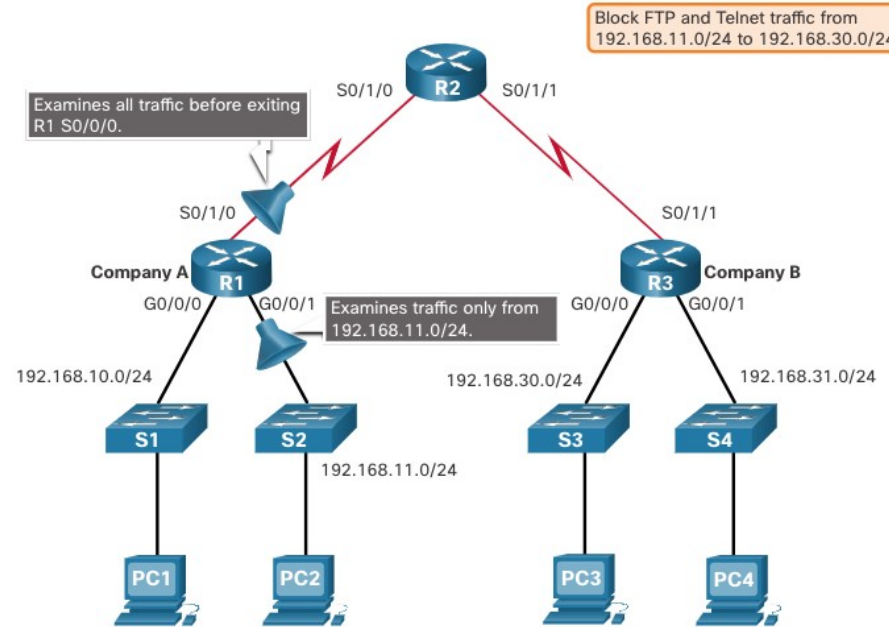 Block FTP and Telnet traffic from
192.168.11.0/24 to 192.168.30.0/24
R2
S0/1/0
S0/1/1
Examines all traffic before exiting
R1 S0/0/0.
S0/1/0
S0/1/1
Company A
R1
R3
Company B
G0/0/0
G0/0/1
G0/0/0
G0/0/1
Examines traffic only from
192.168.11.0/24.
192.168.10.0/24
192.168.30.0/24
192.168.31.0/24
S1
S2
S3
S4
192.168.11.0/24
PC1
PC2
PC3
PC4